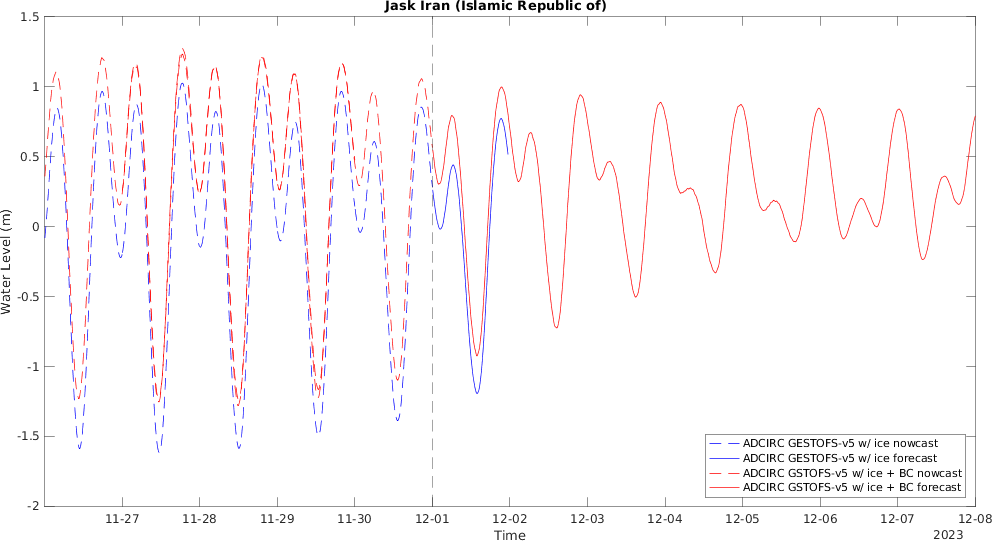 Jask Iran (Islamic Republic of)
1.5
1
0.5
0
-0.5
-1
-1.5
-2
Water Level (m)
11-27 11-28 11-29 11-30 12-01 12-02 12-03 12-04 12-05 12-06 12-07 12-08
Time
2023
ADCIRC GESTOFS-v5 w/ ice nowcast
ADCIRC GESTOFS-v5 w/ ice forecast
ADCIRC GSTOFS-v5 w/ ice + BC nowcast
ADCIRC GSTOFS-v5 w/ ice + BC forecast